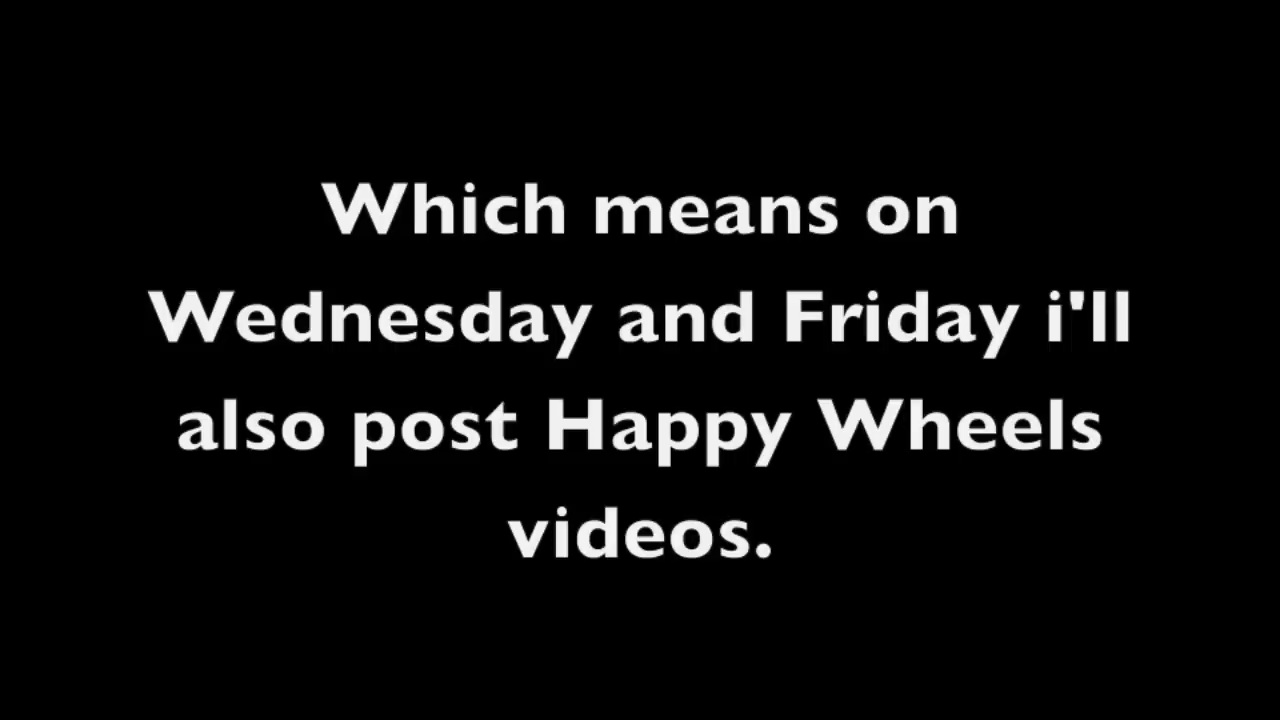 Which means on
Wednesday and Friday i'll
also post Happy Wheels
videos.